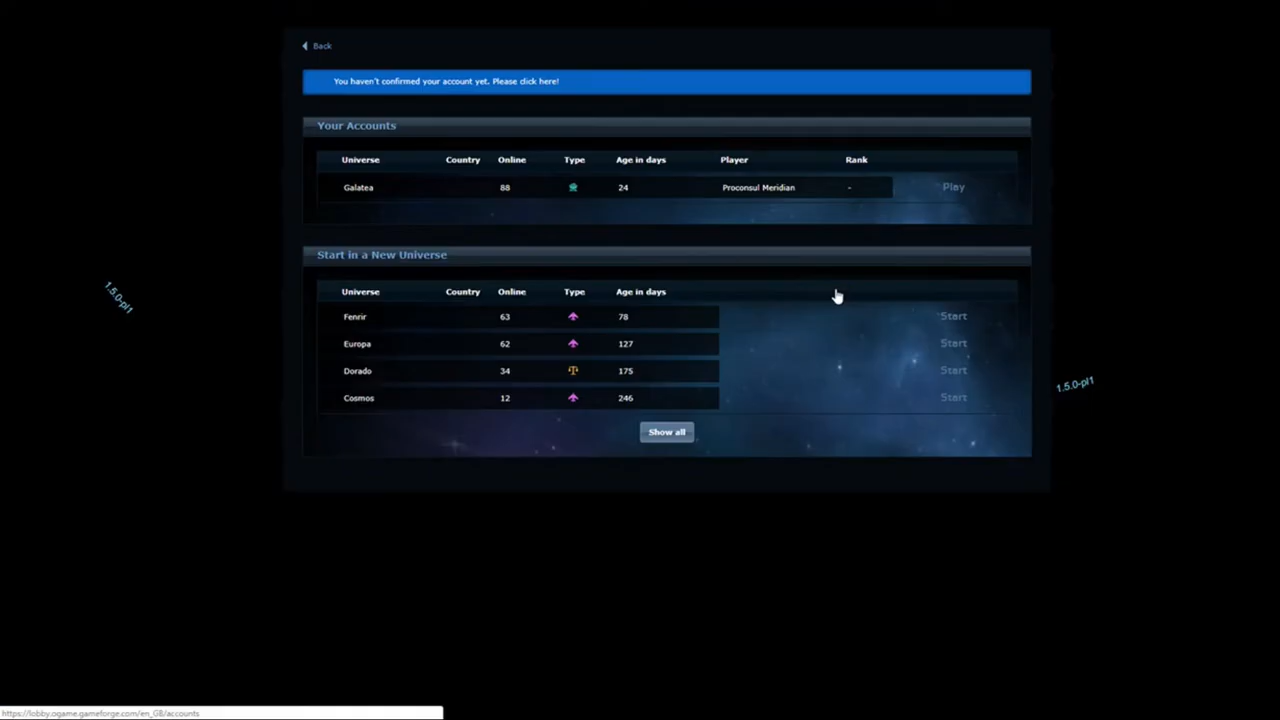 Back
You haven't confirmed your account yet. Please click here!
Your Accounts
Universe Country Online Type Age in days Player Rank
Galatea 88 24 Proconsul Meridian - Play
Start in a New Universe
Universe Country Online Type Age in days
Fenrir 63 78 Start
Europa 62 127 Start
Dorado 34 175 Start
Cosmos 12 246 Start
Show all
1.5.0-pl1
1.5.0-pl1
https://lobby.ogame.gameforge.com/en_GB/accounts